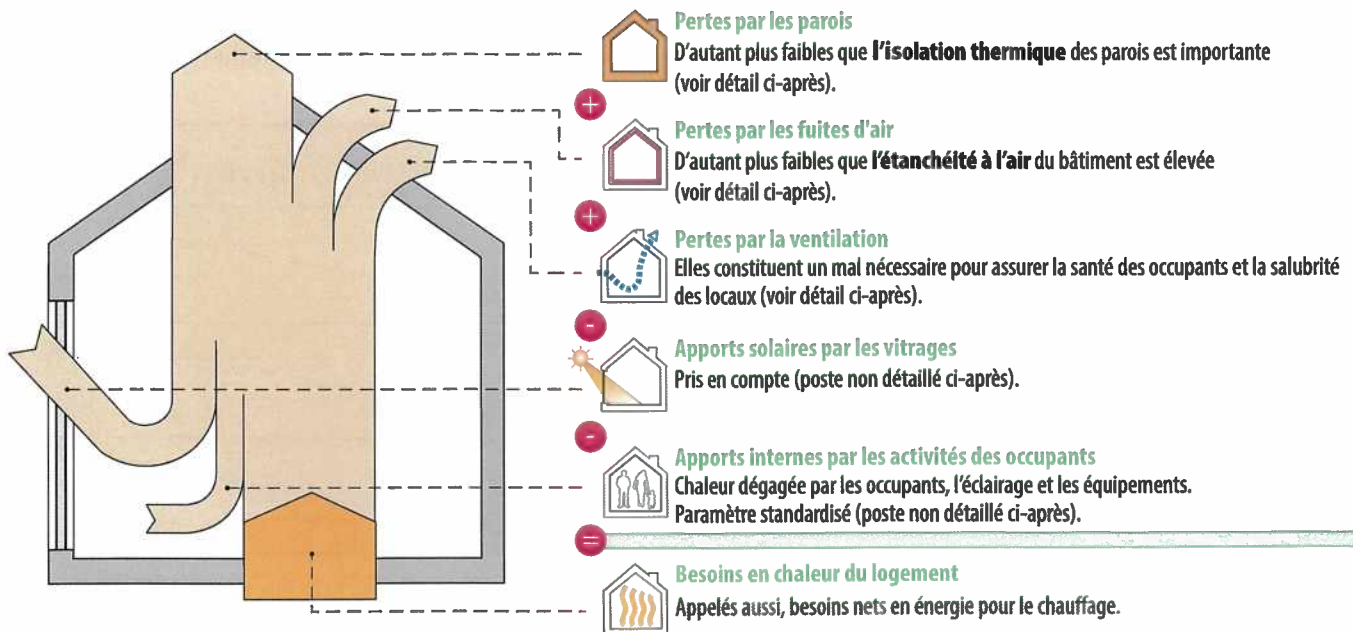 Pertes par les parois
D'autant plus faibles que l'isolation thermique des parois est importante
(voir détail ci-après).
+
Pertes par les fuites d'air
D'autant plus faibles que l'étanchéité à l'air du bâtiment est élevée
(voir détail ci-après).
+
Pertes par la ventilation
Elles constituent un mal nécessaire pour assurer la santé des occupants et la salubrité
des locaux (voir détail ci-après).
-
Apports solaires par les vitrages
Pris en compte (poste non détaillé ci-après).
-
Apports internes par les activités des occupants
Chaleur dégagée par les occupants, l'éclairage et les équipements.
Paramètre standardisé (poste non détaillé ci-après).
=
Besoins en chaleur du logement
Appelés aussi, besoins nets en énergie pour le chauffage.